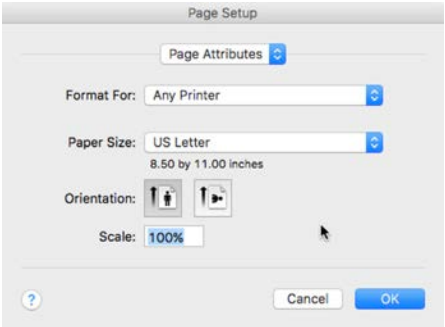 Page Setup
Page Attributes
Format For: Any Printer
Paper Size: US Letter
8.50 by 11.00 inches
Orientation:
Scale: 100%
? Cancel OK